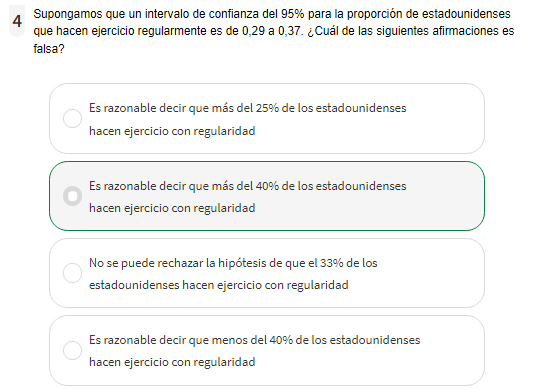 4
Supongamos que un intervalo de confianza del 95% para la proporción de estadounidenses
que hacen ejercicio regularmente es de 0,29 a 0,37. ¿Cuál de las siguientes afirmaciones es
falsa?
Es razonable decir que más del 25% de los estadounidenses
hacen ejercicio con regularidad
Es razonable decir que más del 40% de los estadounidenses
hacen ejercicio con regularidad
No se puede rechazar la hipótesis de que el 33% de los
estadounidenses hacen ejercicio con regularidad
Es razonable decir que menos del 40% de los estadounidenses
hacen ejercicio con regularidad